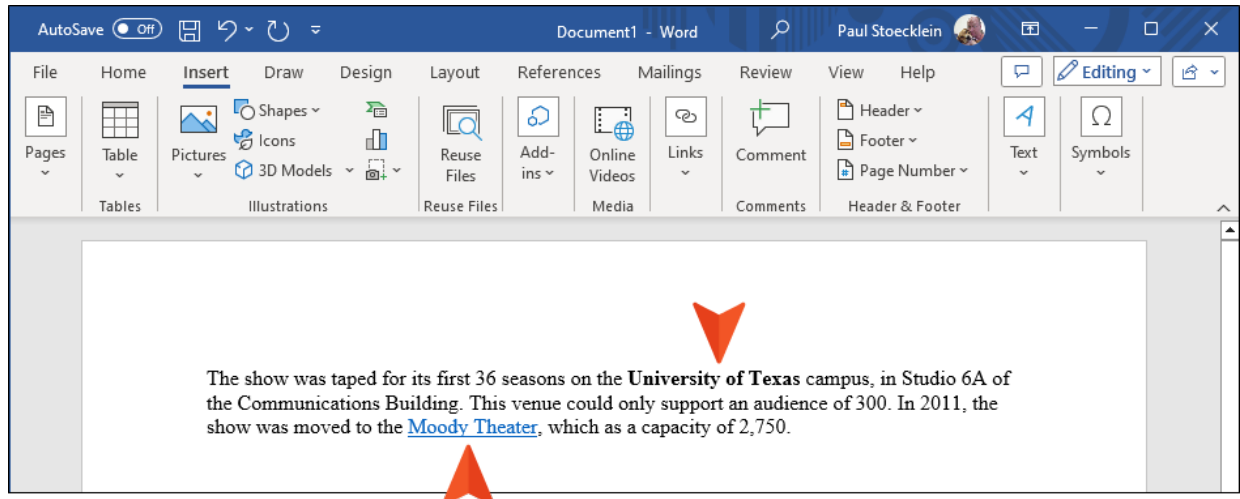 AutoSave Off Document1 - Word Paul Stoecklein
File Home Insert Draw Design Layout References Mailings Review View Help Editing
Pages
Table
Pictures
Shapes
Icons
3D Models
Reuse
Files
Add-
ins
Online
Videos
Links
Comment
Header
Footer
Page Number
Text
Symbols
Tables Illustrations Reuse Files Media Comments Header & Footer
The show was taped for its first 36 seasons on the University of Texas campus, in Studio 6A of
the Communications Building. This venue could only support an audience of 300. In 2011, the
show was moved to the Moody Theater, which as a capacity of 2,750.